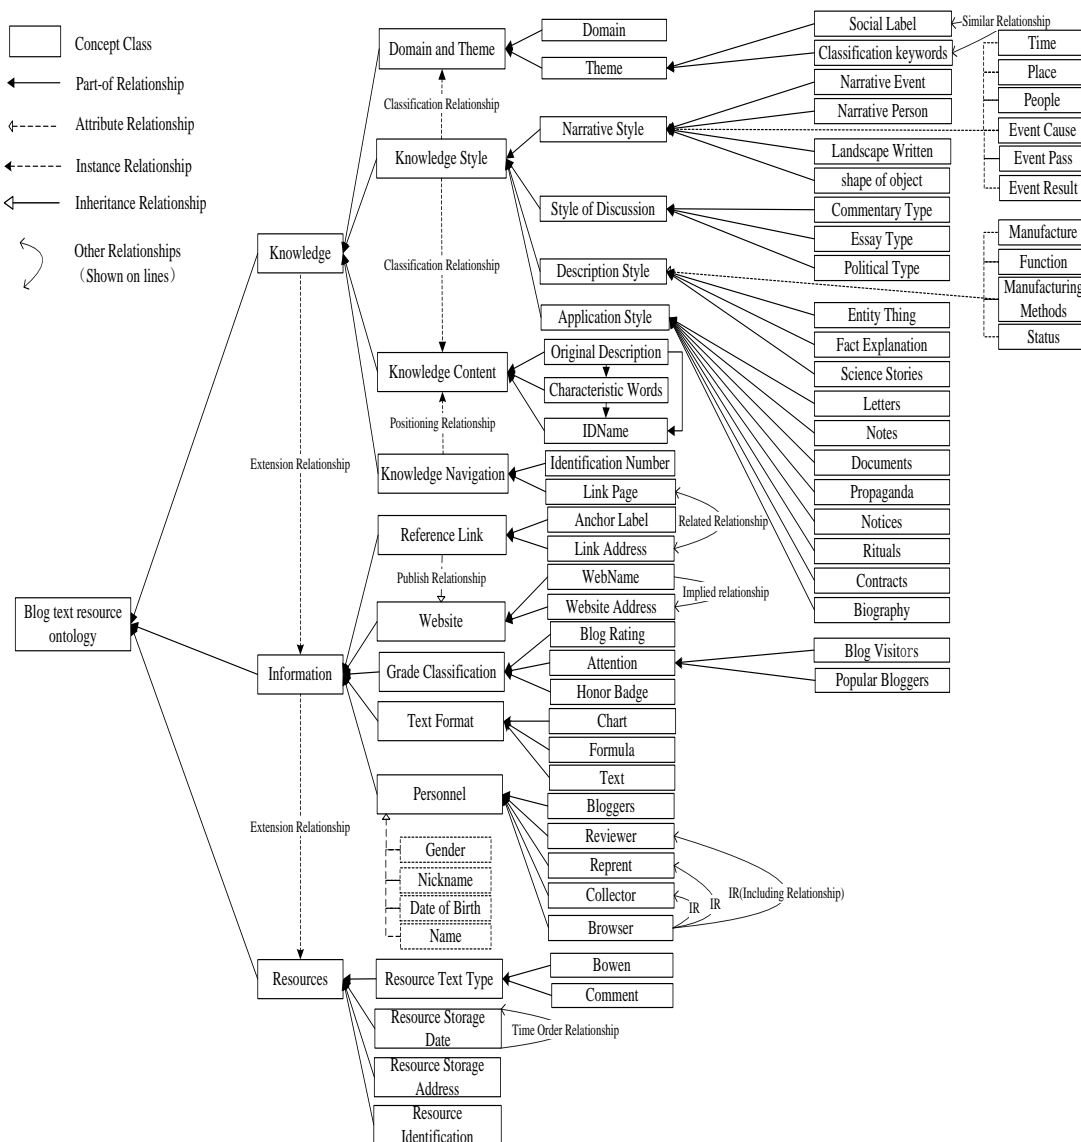 Concept Class
Part-of Relationship
Attribute Relationship
Instance Relationship
Inheritance Relationship
Other Relationships
（Shown on lines）
Blog text resource
ontology
Knowledge
Extension Relationship
Information
Extension Relationship
Resources
Domain and Theme
Classification Relationship
Knowledge Style
Classification Relationship
Knowledge Content
Positioning Relationship
Knowledge Navigation
Reference Link
Publish Relationship
Website
Grade Classification
Text Format
Personnel
Gender
Nickname
Date of Birth
Name
Resource Text Type
Resource Storage
Date
Time Order Relationship
Resource Storage
Address
Resource
Identification
Domain
Theme
Narrative Style
Style of Discussion
Description Style
Application Style
Original Description
Characteristic Words
IDName
Identification Number
Link Page
Related Relationship
Anchor Label
Link Address
WebName
Implied relationship
Website Address
Blog Rating
Attention
Honor Badge
Chart
Formula
Text
Bloggers
Reviewer
Reprent
Collector
Browser
IR
IR
IR(Including Relationship)
Bowen
Comment
Social Label
Similar Relationship
Classification keywords
Narrative Event
Narrative Person
Landscape Written
shape of object
Commentary Type
Essay Type
Political Type
Entity Thing
Fact Explanation
Science Stories
Letters
Notes
Documents
Propaganda
Notices
Rituals
Contracts
Biography
Blog Visitors
Popular Bloggers
Time
Place
People
Event Cause
Event Pass
Event Result
Manufacture
Function
Manufacturing
Methods
Status